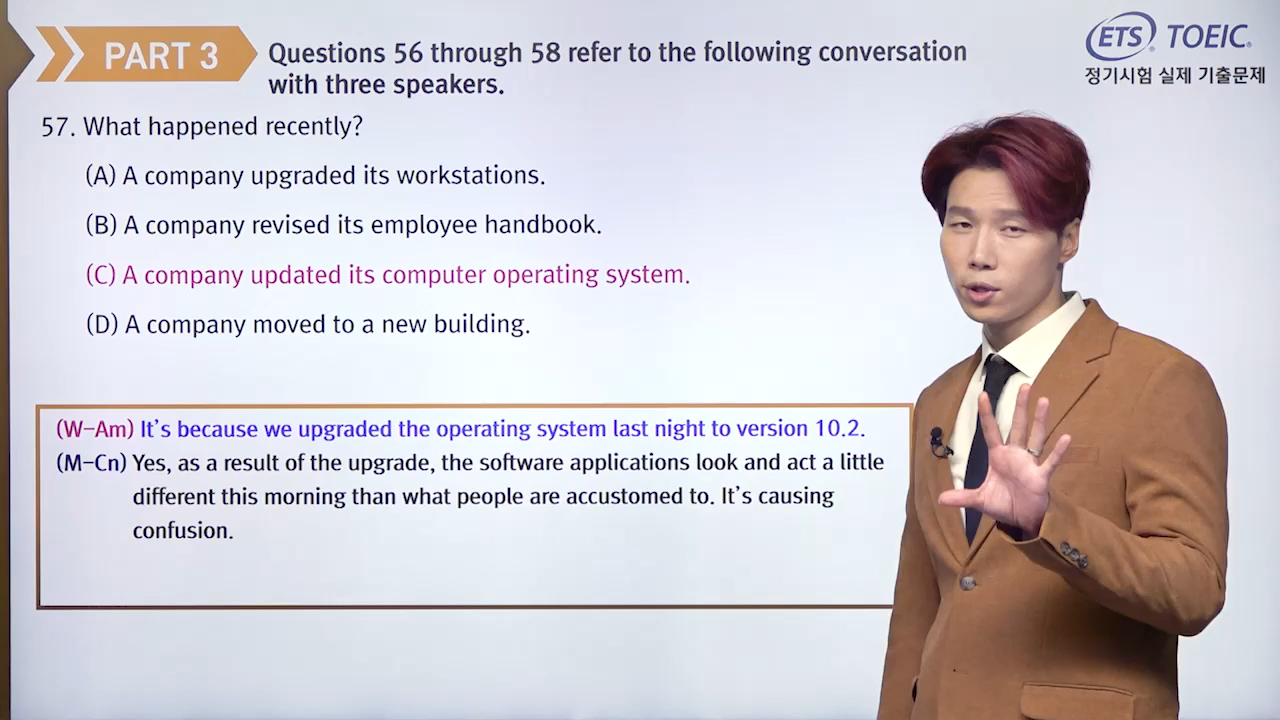 PART 3
Questions 56 through 58 refer to the following conversation
with three speakers.
ETS® TOEIC®
정기시험 실제 기출문제
57. What happened recently?
(A) A company upgraded its workstations.
(B) A company revised its employee handbook.
(C) A company updated its computer operating system.
(D) A company moved to a new building.
(W-Am) It's because we upgraded the operating system last night to version 10.2.
(M-Cn) Yes, as a result of the upgrade, the software applications look and act a little
different this morning than what people are accustomed to. It's causing
confusion.